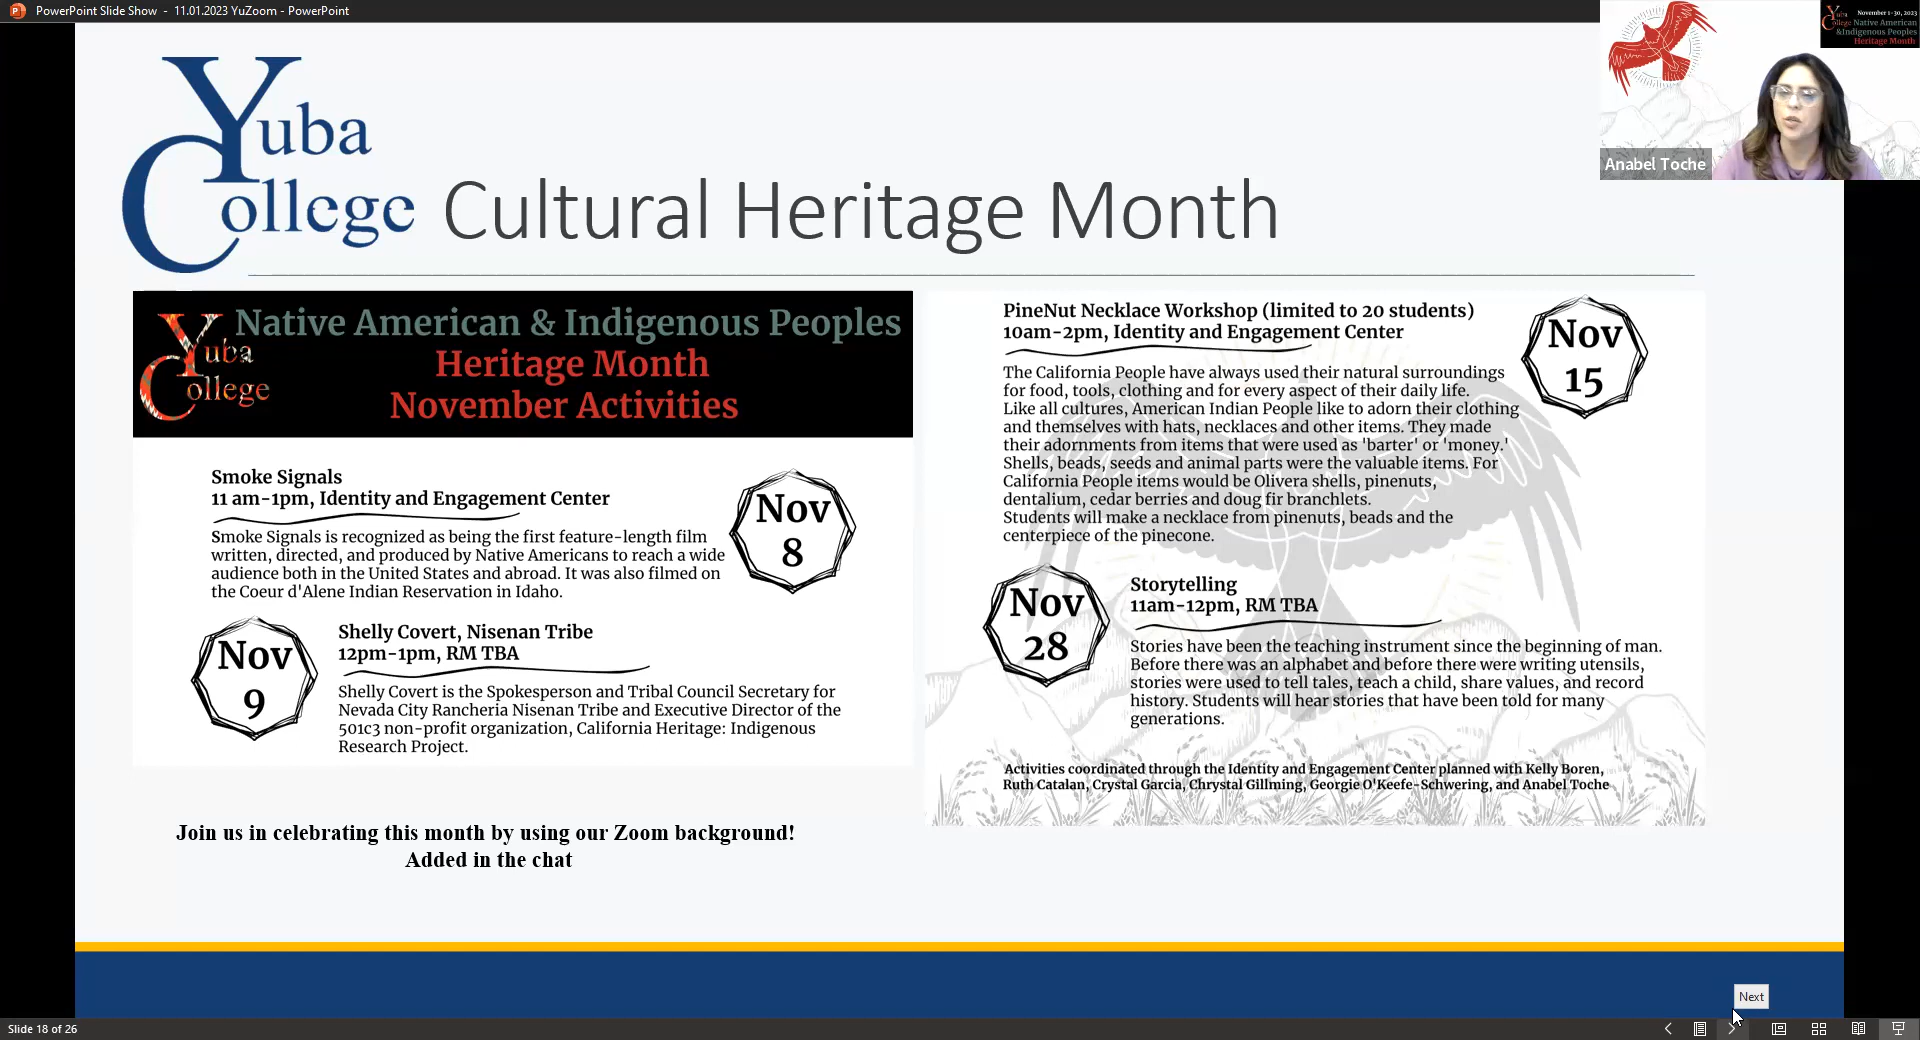 PowerPoint Slide Show - 11.01.2023 YuZoom - PowerPoint
Yuba
College
November 1-30, 2023
Native American
&Indigenous Peoples
Heritage Month
Anabel Toche
Yuba
College
Cultural Heritage Month
Yuba
College
Native American & Indigenous Peoples
Heritage Month
November Activities
Smoke Signals
11 am-1pm, Identity and Engagement Center
Nov
8
Smoke Signals is recognized as being the first feature-length film
written, directed, and produced by Native Americans to reach a wide
audience both in the United States and abroad. It was also filmed on
the Coeur d'Alene Indian Reservation in Idaho.
Nov
9
Shelly Covert, Nisenan Tribe
12pm-1pm, RM TBA
Shelly Covert is the Spokesperson and Tribal Council Secretary for
Nevada City Rancheria Nisenan Tribe and Executive Director of the
501c3 non-profit organization, California Heritage: Indigenous
Research Project.
Join us in celebrating this month by using our Zoom background!
Added in the chat
PineNut Necklace Workshop (limited to 20 students)
10am-2pm, Identity and Engagement Center
Nov
15
The California People have always used their natural surroundings
for food, tools, clothing and for every aspect of their daily life.
Like all cultures, American Indian People like to adorn their clothing
and themselves with hats, necklaces and other items. They made
their adornments from items that were used as 'barter' or 'money.'
Shells, beads, seeds and animal parts were the valuable items. For
California People items would be Olivera shells, pinenuts,
dentalium, cedar berries and doug fir branchlets.
Students will make a necklace from pinenuts, beads and the
centerpiece of the pinecone.
Nov
28
Storytelling
11am-12pm, RM TBA
Stories have been the teaching instrument since the beginning of man.
Before there was an alphabet and before there were writing utensils,
stories were used to tell tales, teach a child, share values, and record
history. Students will hear stories that have been told for many
generations.
Activities coordinated through the Identity and Engagement Center planned with Kelly Boren,
Ruth Catalan, Crystal Garcia, Chrystal Gillming, Georgie O'Keefe-Schwering, and Anabel Toche
Next
Slide 18 of 26